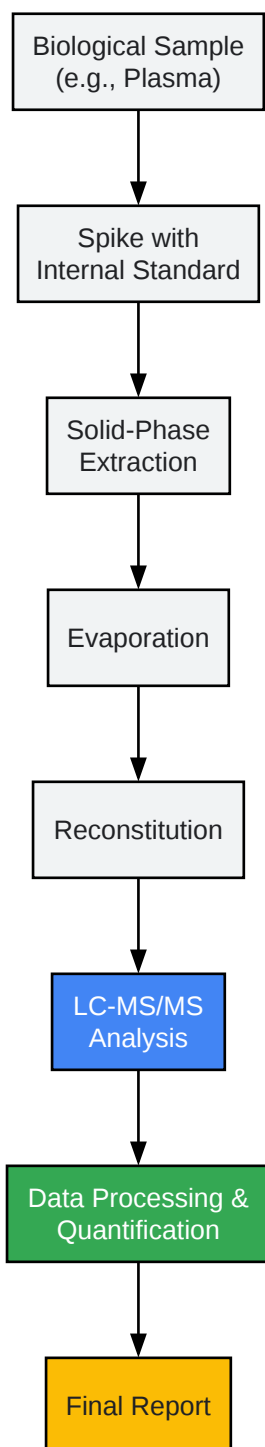 Biological Sample
(e.g., Plasma)
Spike with
Internal Standard
Solid-Phase
Extraction
Evaporation
Reconstitution
LC-MS/MS
Analysis
Data Processing &
Quantification
Final Report